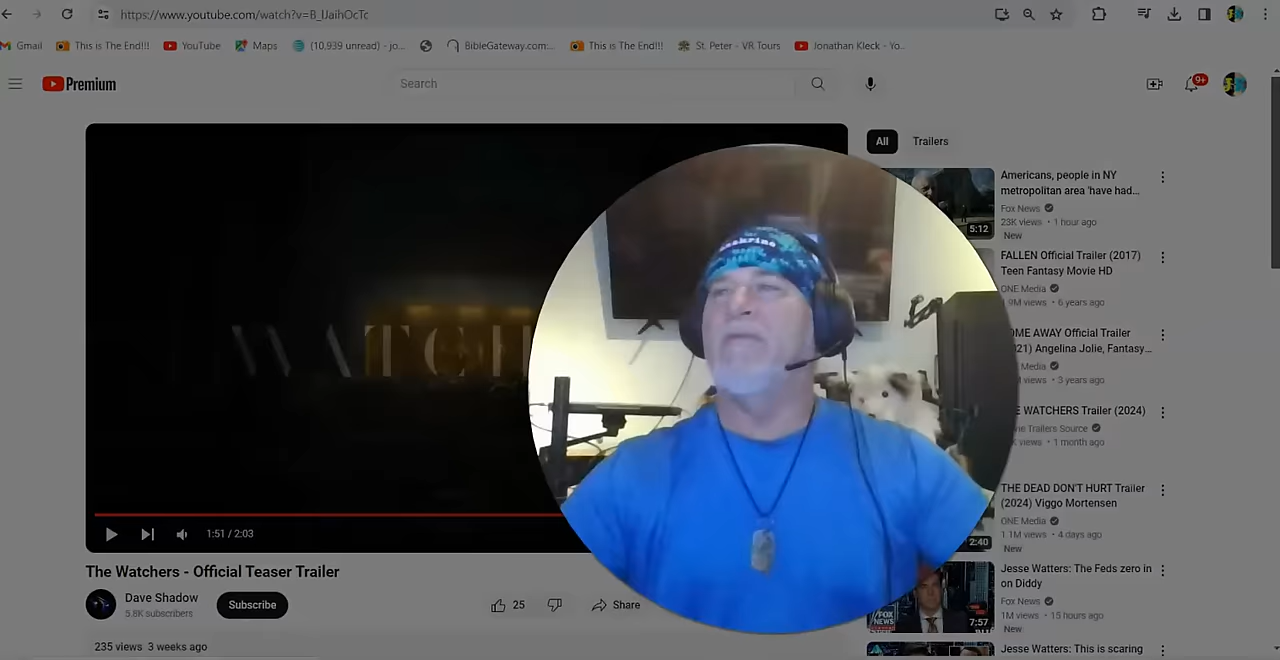 https://www.youtube.com/watch?v=B_lJaihOcTc
Gmail
This is The End!!!
YouTube
Maps
(10,939 unread) - jo...
BibleGateway.com:...
This is The End!!!
St. Peter - VR Tours
Jonathan Kleck - Yo...
Premium
Search
9+
All
Trailers
WATCH
1:51 / 2:03
The Watchers - Official Teaser Trailer
Dave Shadow
5.8K subscribers
Subscribe
25
Share
235 views 3 weeks ago
Americans, people in NY
metropolitan area 'have had...
Fox News
23K views • 1 hour ago
New
5:12
FALLEN Official Trailer (2017)
Teen Fantasy Movie HD
ONE Media
9M views • 6 years ago
OME AWAY Official Trailer
21) Angelina Jolie, Fantasy...
Media
views • 3 years ago
E WATCHERS Trailer (2024)
ie Trailers Source
views • 1 month ago
THE DEAD DON'T HURT Trailer
(2024) Viggo Mortensen
ONE Media
1.1M views • 4 days ago
New
2:40
Jesse Watters: The Feds zero in
on Diddy
Fox News
1M views • 15 hours ago
New
FOX
NEWS
7:57
Jesse Watters: This is scaring